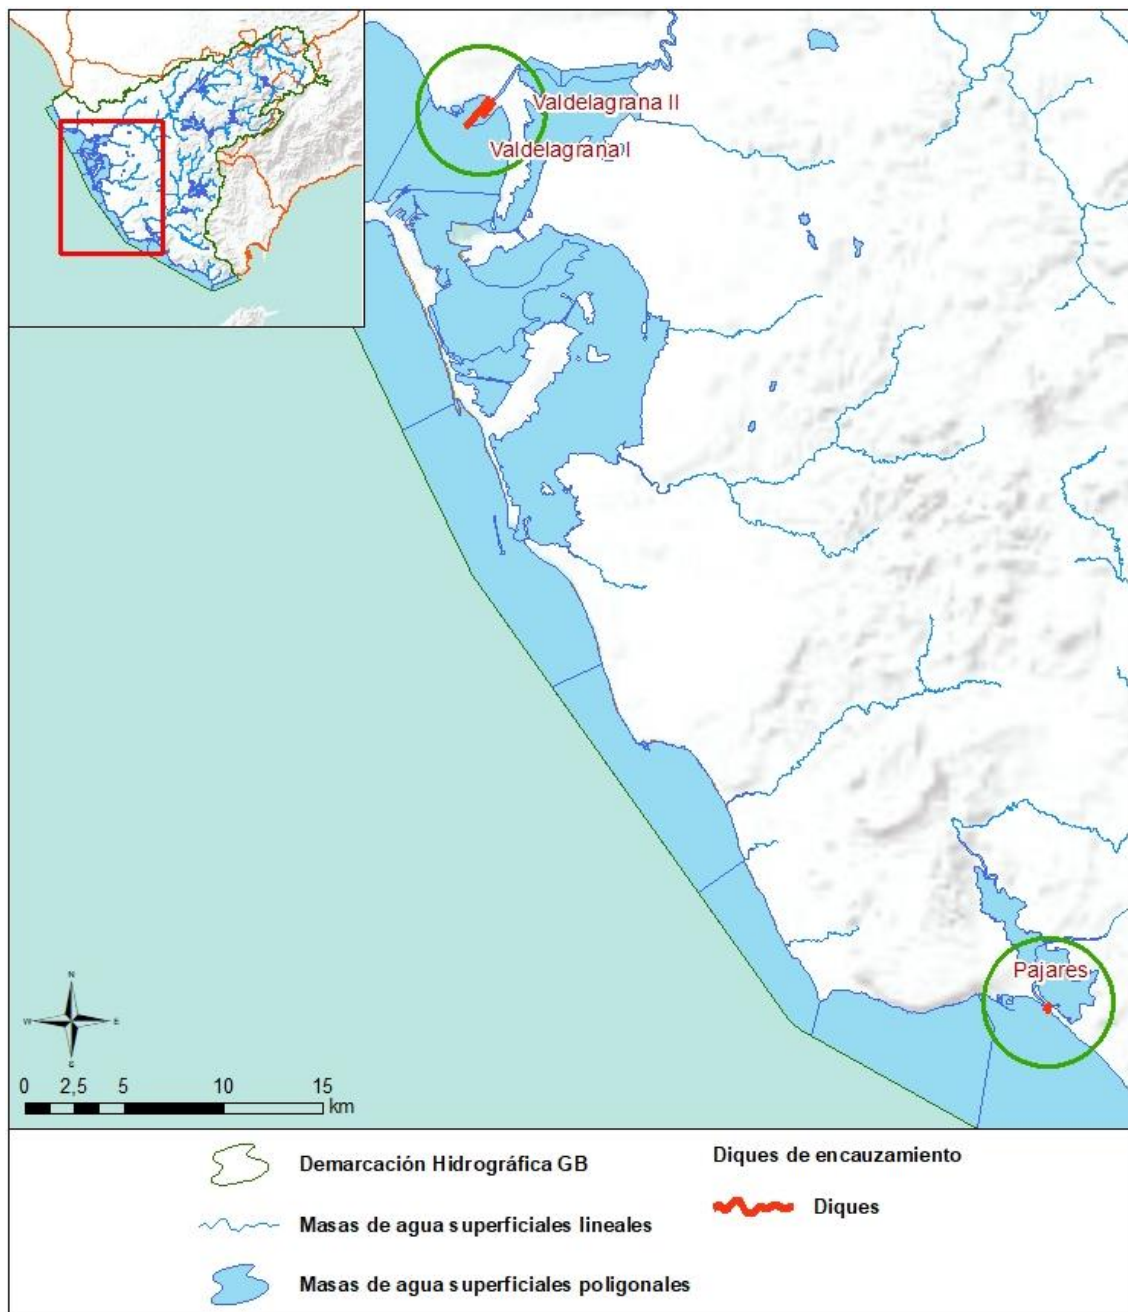 Valdelagrana II
Valdelagrana I
Pajares
N
W E
S
0 2,5 5 10 15
km
Demarcación Hidrográfica GB
Masas de agua superficiales lineales
Masas de agua superficiales poligonales
Diques de encauzamiento
Diques